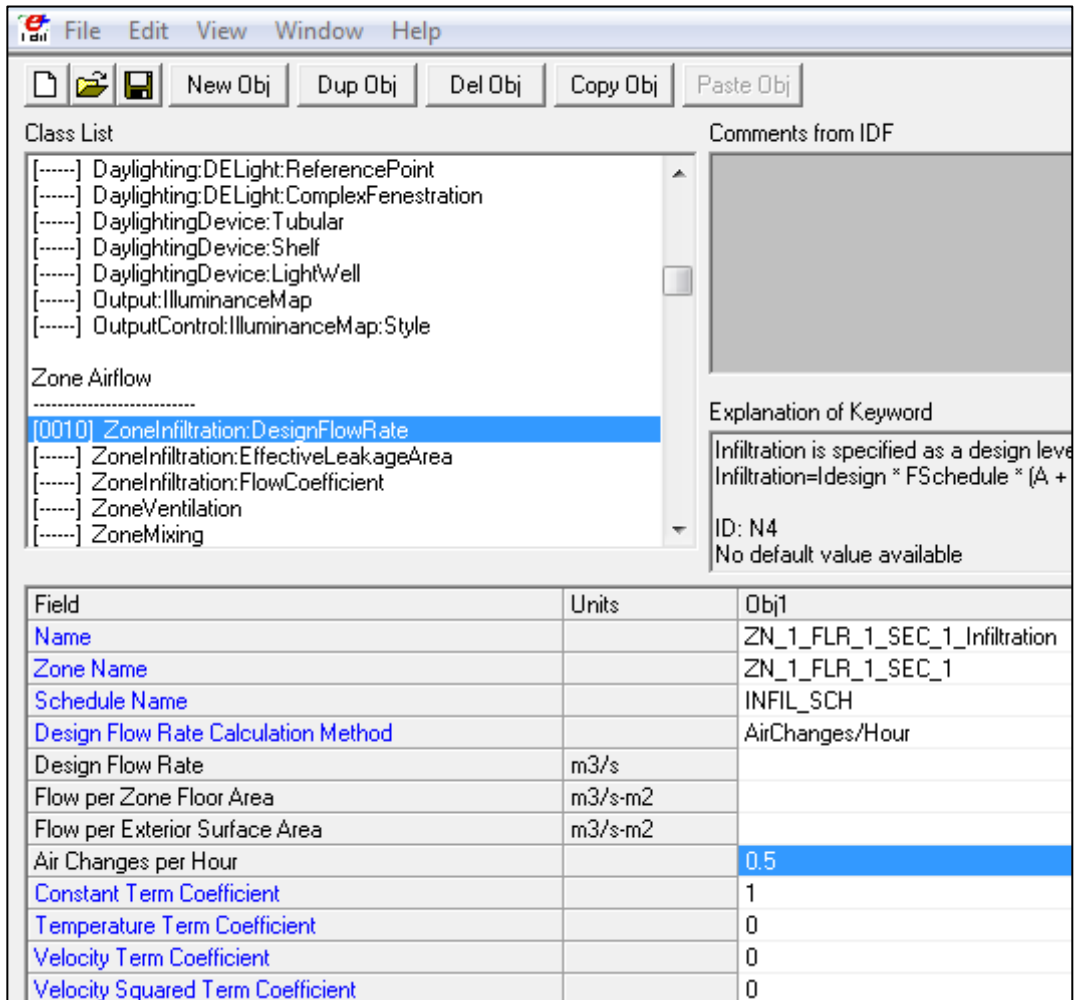 File Edit View Window Help
New Obj Dup Obj Del Obj Copy Obj Paste Obj
Class List
[------] Daylighting:DELight:ReferencePoint
[------] Daylighting:DELight:ComplexFenestration
[------] DaylightingDevice:Tubular
[------] DaylightingDevice:Shelf
[------] DaylightingDevice:LightWell
[------] Output:IlluminanceMap
[------] OutputControl:IlluminanceMap:Style
Zone Airflow
--------------------------
[0010] ZoneInfiltration:DesignFlowRate
[------] ZoneInfiltration:EffectiveLeakageArea
[------] ZoneInfiltration:FlowCoefficient
[------] ZoneVentilation
[------] ZoneMixing
Comments from IDF
Explanation of Keyword
Infiltration is specified as a design leve
Infiltration=Idesign * FSchedule * (A +
ID: N4
No default value available
Field Units Obj1
Name ZN_1_FLR_1_SEC_1_Infiltration
Zone Name ZN_1_FLR_1_SEC_1
Schedule Name INFIL_SCH
Design Flow Rate Calculation Method AirChanges/Hour
Design Flow Rate m3/s
Flow per Zone Floor Area m3/s-m2
Flow per Exterior Surface Area m3/s-m2
Air Changes per Hour 0.5
Constant Term Coefficient 1
Temperature Term Coefficient 0
Velocity Term Coefficient 0
Velocity Squared Term Coefficient 0